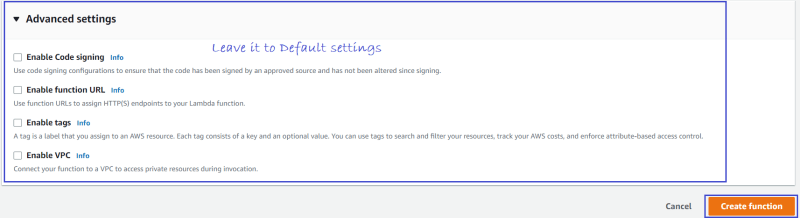 ▼ Advanced settings
Leave it to Default settings
Enable Code signing Info
Use code signing configurations to ensure that the code has been signed by an approved source and has not been altered since signing.
Enable function URL Info
Use function URLs to assign HTTP(S) endpoints to your Lambda function.
Enable tags Info
A tag is a label that you assign to an AWS resource. Each tag consists of a key and an optional value. You can use tags to search and filter your resources, track your AWS costs, and enforce attribute-based access control.
Enable VPC Info
Connect your function to a VPC to access private resources during invocation.
Cancel Create function